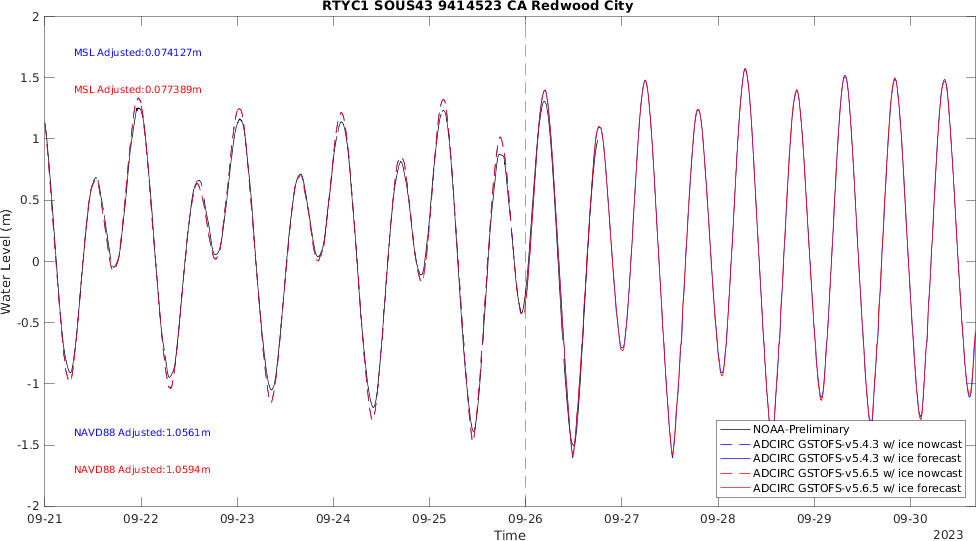 RTYC1 SOUS43 9414523 CA Redwood City
MSL Adjusted:0.074127m
MSL Adjusted:0.077389m
NAVD88 Adjusted:1.0561m
NAVD88 Adjusted:1.0594m
Water Level (m)
2
1.5
1
0.5
0
-0.5
-1
-1.5
-2
NOAA-Preliminary
ADCIRC GSTOFS-v5.4.3 w/ ice nowcast
ADCIRC GSTOFS-v5.4.3 w/ ice forecast
ADCIRC GSTOFS-v5.6.5 w/ ice nowcast
ADCIRC GSTOFS-v5.6.5 w/ ice forecast
09-21 09-22 09-23 09-24 09-25 09-26 09-27 09-28 09-29 09-30
Time
2023